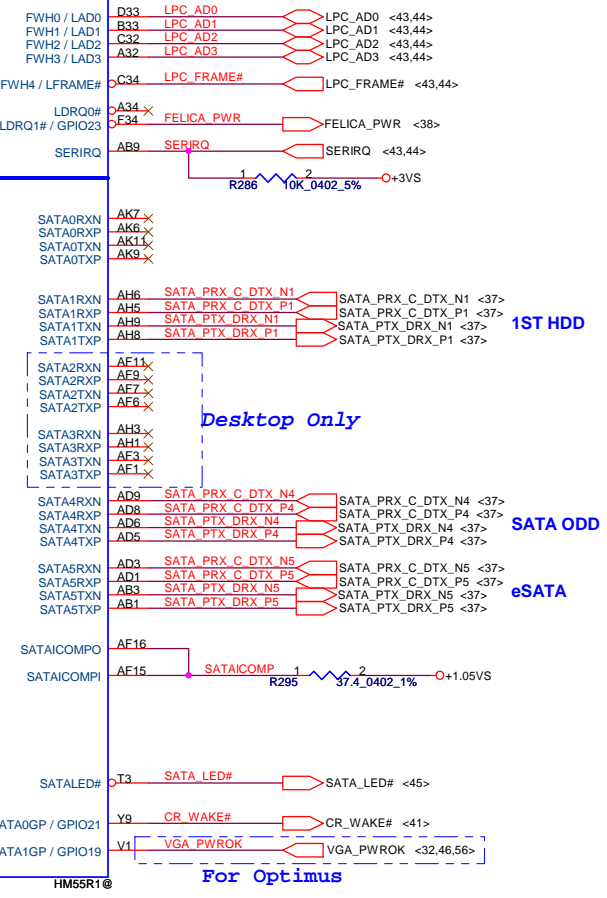 FWH0 / LAD0 D33 LPC_AD0 LPC_AD0 <43,44>
FWH1 / LAD1 B33 LPC_AD1 LPC_AD1 <43,44>
FWH2 / LAD2 C32 LPC_AD2 LPC_AD2 <43,44>
FWH3 / LAD3 A32 LPC_AD3 LPC_AD3 <43,44>
FWH4 / LFRAME# C34 LPC_FRAME# LPC_FRAME# <43,44>
LDRQ0# A34
LDRQ1# / GPIO23 F34 FELICA_PWR FELICA_PWR <38>
SERIRQ AB9 SERIRQ SERIRQ <43,44>
1 2 +3VS
R286 10K_0402_5%
SATA0RXN AK7
SATA0RXP AK6
SATA0TXN AK11
SATA0TXP AK9
SATA1RXN AH6 SATA_PRX_C_DTX_N1 SATA_PRX_C_DTX_N1 <37>
SATA1RXP AH5 SATA_PRX_C_DTX_P1 SATA_PRX_C_DTX_P1 <37>
SATA1TXN AH9 SATA_PTX_DRX_N1 SATA_PTX_DRX_N1 <37> 1ST HDD
SATA1TXP AH8 SATA_PTX_DRX_P1 SATA_PTX_DRX_P1 <37>
SATA2RXN AF11
SATA2RXP AF9
SATA2TXN AF7
SATA2TXP AF6
Desktop Only
SATA3RXN AH3
SATA3RXP AH1
SATA3TXN AF3
SATA3TXP AF1
SATA4RXN AD9 SATA_PRX_C_DTX_N4 SATA_PRX_C_DTX_N4 <37>
SATA4RXP AD8 SATA_PRX_C_DTX_P4 SATA_PRX_C_DTX_P4 <37>
SATA4TXN AD6 SATA_PTX_DRX_N4 SATA_PTX_DRX_N4 <37> SATA ODD
SATA4TXP AD5 SATA_PTX_DRX_P4 SATA_PTX_DRX_P4 <37>
SATA5RXN AD3 SATA_PRX_C_DTX_N5 SATA_PRX_C_DTX_N5 <37>
SATA5RXP AD1 SATA_PRX_C_DTX_P5 SATA_PRX_C_DTX_P5 <37>
SATA5TXN AB3 SATA_PTX_DRX_N5 SATA_PTX_DRX_N5 <37> eSATA
SATA5TXP AB1 SATA_PTX_DRX_P5 SATA_PTX_DRX_P5 <37>
SATAICOMPO AF16
SATAICOMPI AF15 SATAICOMP 1 2 +1.05VS
R295 37.4_0402_1%
SATALED# T3 SATA_LED# SATA_LED# <45>
ATA0GP / GPIO21 Y9 CR_WAKE# CR_WAKE# <41>
ATA1GP / GPIO19 V1 VGA_PWROK VGA_PWROK <32,46,56>
For Optimus
HM55R1@